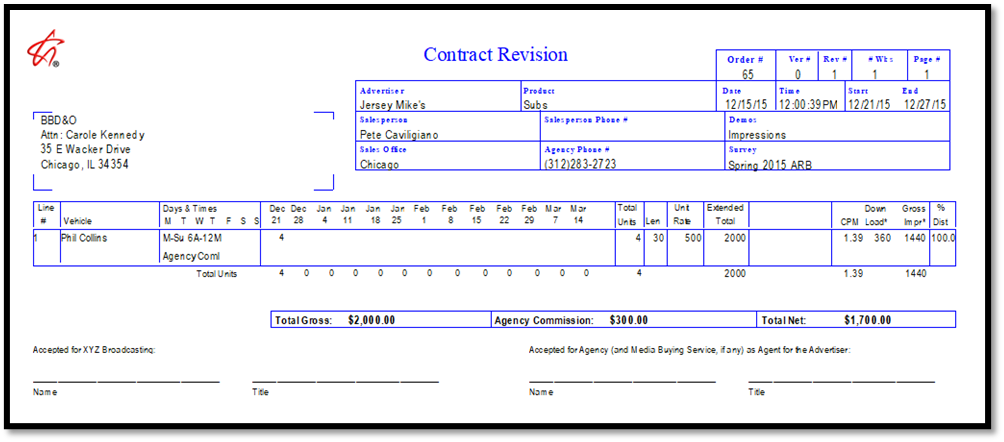 ®
Contract Revision
Order # Ver # Rev # # Wks Page #
65 0 1 1 1
Advertiser Product Date Time Start End
Jersey Mike's Subs 12/15/15 12:00:39PM 12/21/15 12/27/15
Salesperson Salesperson Phone # Demos
Pete Caviligiano Impressions
Sales Office Agency Phone # Survey
Chicago (312)283-2723 Spring 2015 ARB
BBD&O
Attn: Carole Kennedy
35 E Wacker Drive
Chicago, IL 34354
Line Days & Times Dec Dec Jan Jan Jan Jan Feb Feb Feb Feb Feb Mar Mar Total Unit Extended Down Gross %
# Vehicle M T W T F S S 21 28 4 11 18 25 1 8 15 22 29 7 14 Units Len Rate Total CPM Load* Impr* Dist
1 Phil Collins M-Su 6A-12M 4 4 30 500 2000 1.39 360 1440 100.0
AgencyComl
Total Units 4 0 0 0 0 0 0 0 0 0 0 0 0 4 2000 1.39 1440
Total Gross: $2,000.00 Agency Commission: $300.00 Total Net: $1,700.00
Accepted for XYZ Broadcasting: Accepted for Agency (and Media Buying Service, if any) as Agent for the Advertiser:
Name Title Name Title